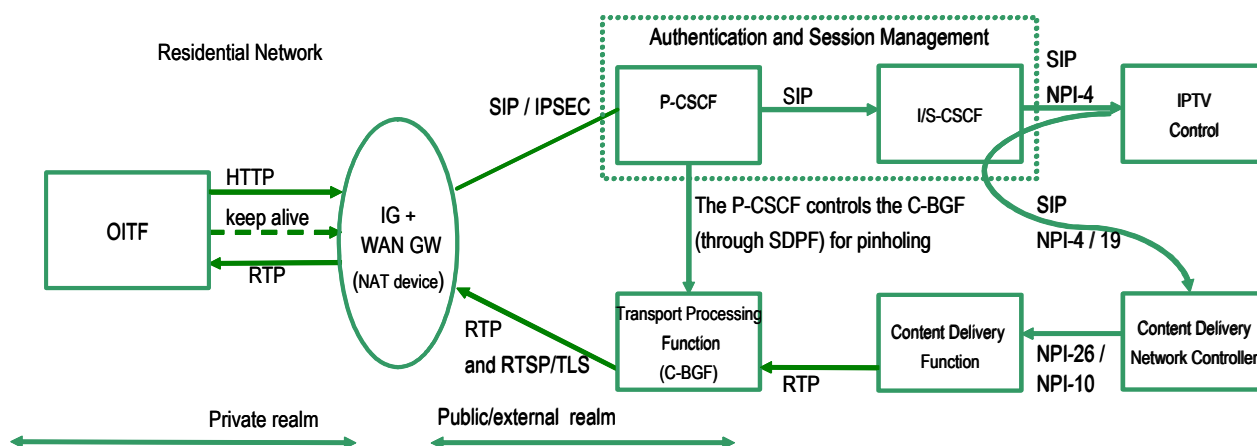 Residential Network
Authentication and Session Management
SIP
NPI-4
SIP / IPSEC
P-CSCF
SIP
I/S-CSCF
IPTV
Control
HTTP
keep alive
RTP
OITF
IG +
WAN GW
(NAT device)
The P-CSCF controls the C-BGF
(through SDPF) for pinholing
SIP
NPI-4 / 19
RTP
and RTSP/TLS
Transport Processing
Function
(C-BGF)
RTP
Content Delivery
Function
NPI-26 /
NPI-10
Content Delivery
Network Controller
Private realm
Public/external realm